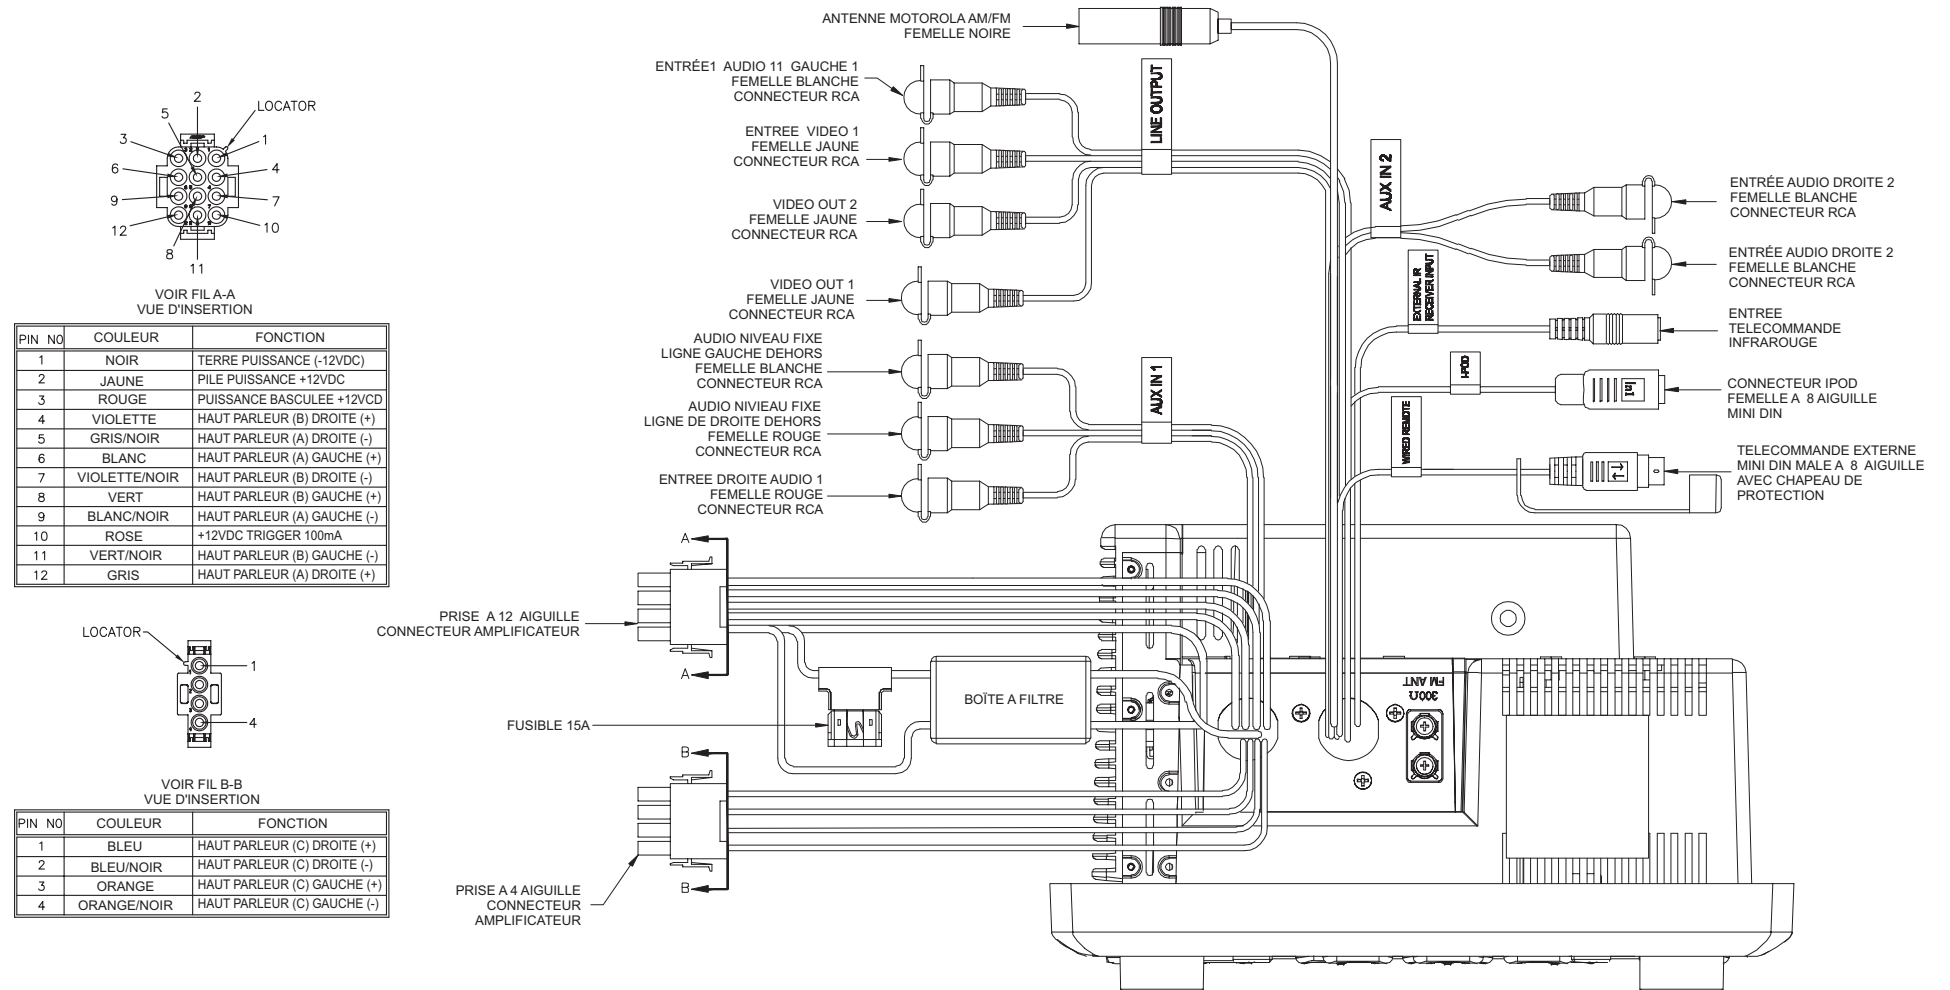 ANTENNE MOTOROLA AM/FM
FEMELLE NOIRE
ENTRÉE1 AUDIO 11 GAUCHE 1
FEMELLE BLANCHE
CONNECTEUR RCA
ENTREE VIDEO 1
FEMELLE JAUNE
CONNECTEUR RCA
VIDEO OUT 2
FEMELLE JAUNE
CONNECTEUR RCA
VIDEO OUT 1
FEMELLE JAUNE
CONNECTEUR RCA
AUDIO NIVEAU FIXE
LIGNE GAUCHE DEHORS
FEMELLE BLANCHE
CONNECTEUR RCA
AUDIO NIVIEAU FIXE
LIGNE DE DROITE DEHORS
FEMELLE ROUGE
CONNECTEUR RCA
ENTREE DROITE AUDIO 1
FEMELLE ROUGE
CONNECTEUR RCA
LINE OUTPUT
AUX IN 1
AUX IN 2
EXTERNAL IR
RECEIVER INPUT
I-POD
WIRED REMOTE
ENTRÉE AUDIO DROITE 2
FEMELLE BLANCHE
CONNECTEUR RCA
ENTRÉE AUDIO DROITE 2
FEMELLE BLANCHE
CONNECTEUR RCA
ENTREE
TELECOMMANDE
INFRAROUGE
In1
CONNECTEUR IPOD
FEMELLE A 8 AIGUILLE
MINI DIN
TELECOMMANDE EXTERNE
MINI DIN MALE A 8 AIGUILLE
AVEC CHAPEAU DE
PROTECTION
2
5
LOCATOR
3
1
6
4
9
7
12
10
8
11
VOIR FIL A-A
VUE D'INSERTION
PIN NO COULEUR FONCTION
1 NOIR TERRE PUISSANCE (-12VDC)
2 JAUNE PILE PUISSANCE +12VDC
3 ROUGE PUISSANCE BASCULEE +12VCD
4 VIOLETTE HAUT PARLEUR (B) DROITE (+)
5 GRIS/NOIR HAUT PARLEUR (A) DROITE (-)
6 BLANC HAUT PARLEUR (A) GAUCHE (+)
7 VIOLETTE/NOIR HAUT PARLEUR (B) DROITE (-)
8 VERT HAUT PARLEUR (B) GAUCHE (+)
9 BLANC/NOIR HAUT PARLEUR (A) GAUCHE (-)
10 ROSE +12VDC TRIGGER 100mA
11 VERT/NOIR HAUT PARLEUR (B) GAUCHE (-)
12 GRIS HAUT PARLEUR (A) DROITE (+)
LOCATOR
1
4
VOIR FIL B-B
VUE D'INSERTION
PIN NO COULEUR FONCTION
1 BLEU HAUT PARLEUR (C) DROITE (+)
2 BLEU/NOIR HAUT PARLEUR (C) DROITE (-)
3 ORANGE HAUT PARLEUR (C) GAUCHE (+)
4 ORANGE/NOIR HAUT PARLEUR (C) GAUCHE (-)
A
PRISE A 12 AIGUILLE
CONNECTEUR AMPLIFICATEUR
A
FUSIBLE 15A
BOÏTE A FILTRE
B
B
PRISE A 4 AIGUILLE
CONNECTEUR
AMPLIFICATEUR
300Ω
FM ANT